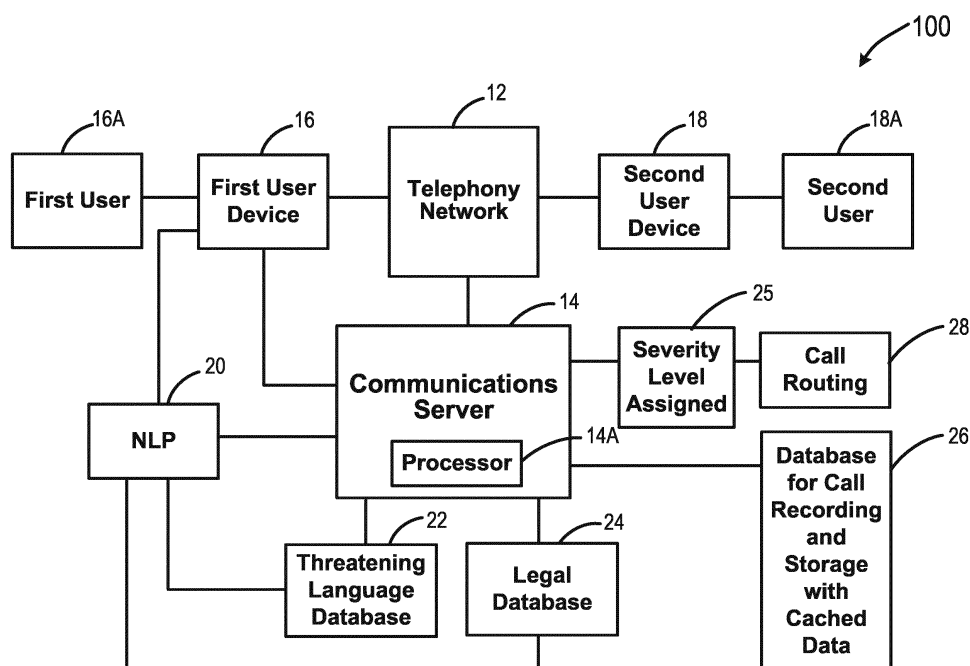 100
12
16A
16
18
18A
First User
First User
Device
Telephony
Network
Second
User
Device
Second
User
14
25
28
Communications
Server
Severity
Level
Assigned
Call
Routing
20
NLP
14A
Processor
26
Database
for Call
Recording
and
Storage
with
Cached
Data
22
Threatening
Language
Database
24
Legal
Database